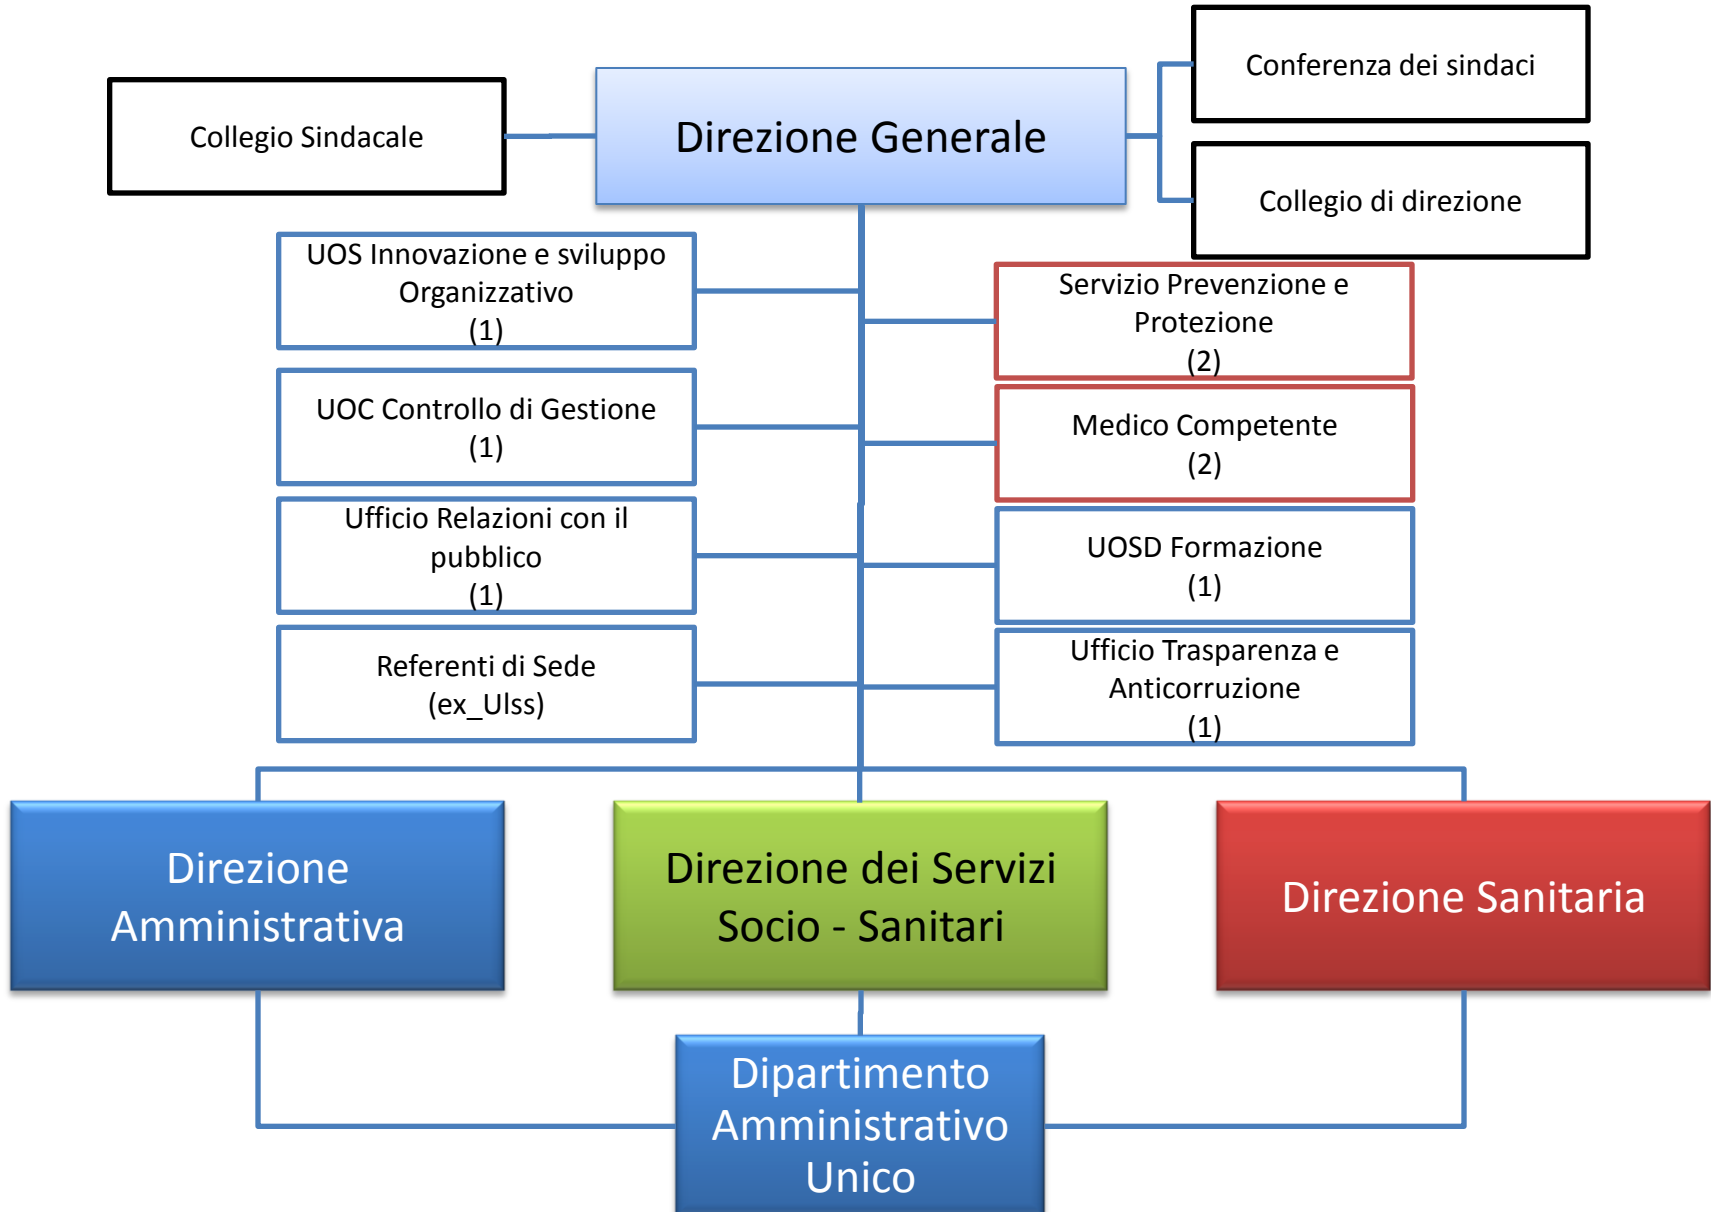 Conferenza dei sindaci
Collegio Sindacale
Direzione Generale
Collegio di direzione
UOS Innovazione e sviluppo
Organizzativo
(1)
Servizio Prevenzione e
Protezione
(2)
UOC Controllo di Gestione
(1)
Medico Competente
(2)
Ufficio Relazioni con il
pubblico
(1)
UOSD Formazione
(1)
Referenti di Sede
(ex_Ulss)
Ufficio Trasparenza e
Anticorruzione
(1)
Direzione
Amministrativa
Direzione dei Servizi
Socio - Sanitari
Direzione Sanitaria
Dipartimento
Amministrativo
Unico